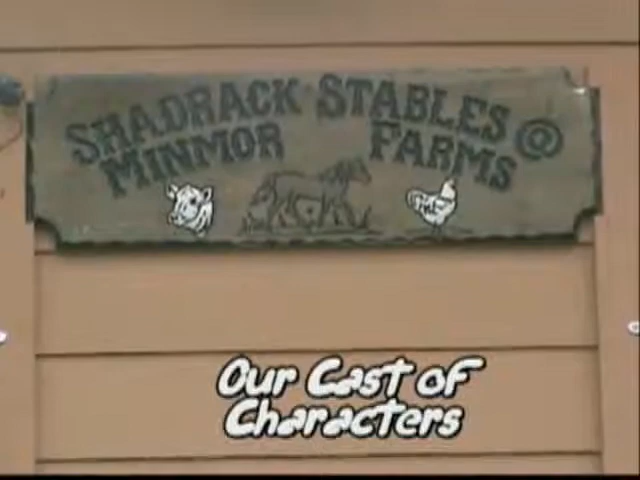 SHADRACK STABLES @
MINMOR FARMS
Our Cast of
Characters